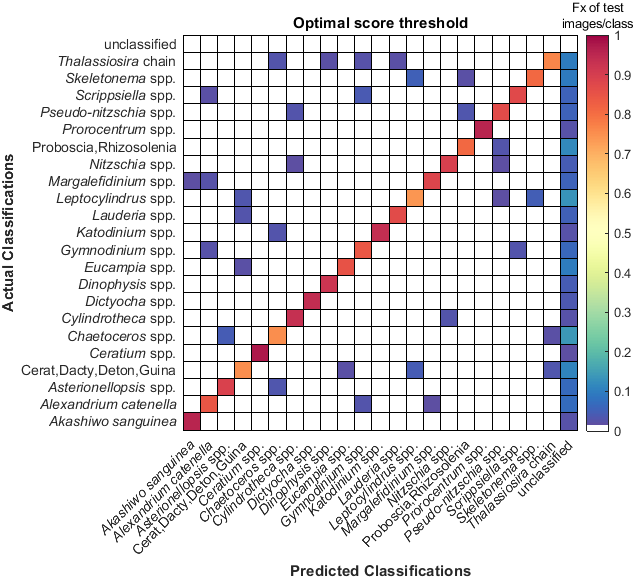 Optimal score threshold
Fx of test
images/class
unclassified
Thalassiosira chain
Skeletonema spp.
Scrippsiella spp.
Pseudo-nitzschia spp.
Prorocentrum spp.
Proboscia,Rhizosolenia
Nitzschia spp.
Margalefidinium spp.
Leptocylindrus spp.
Lauderia spp.
Katodinium spp.
Gymnodinium spp.
Eucampia spp.
Dinophysis spp.
Dictyocha spp.
Cylindrotheca spp.
Chaetoceros spp.
Ceratium spp.
Cerat,Dacty,Deton,Guina
Asterionellopsis spp.
Alexandrium catenella
Akashiwo sanguinea
Actual Classifications
1
0.9
0.8
0.7
0.6
0.5
0.4
0.3
0.2
0.1
0
Akashiwo sanguinea
Alexandrium catenella
Asterionellopsis spp.
Cerat,Dacty,Deton,Guina
Ceratium spp.
Chaetoceros spp.
Cylindrotheca spp.
Dictyocha spp.
Dinophysis spp.
Eucampia spp.
Gymnodinium spp.
Katodinium spp.
Lauderia spp.
Leptocylindrus spp.
Margalefidinium spp.
Nitzschia spp.
Proboscia,Rhizosolenia
Prorocentrum spp.
Pseudo-nitzschia spp.
Scrippsiella spp.
Skeletonema spp.
Thalassiosira chain
unclassified
Predicted Classifications